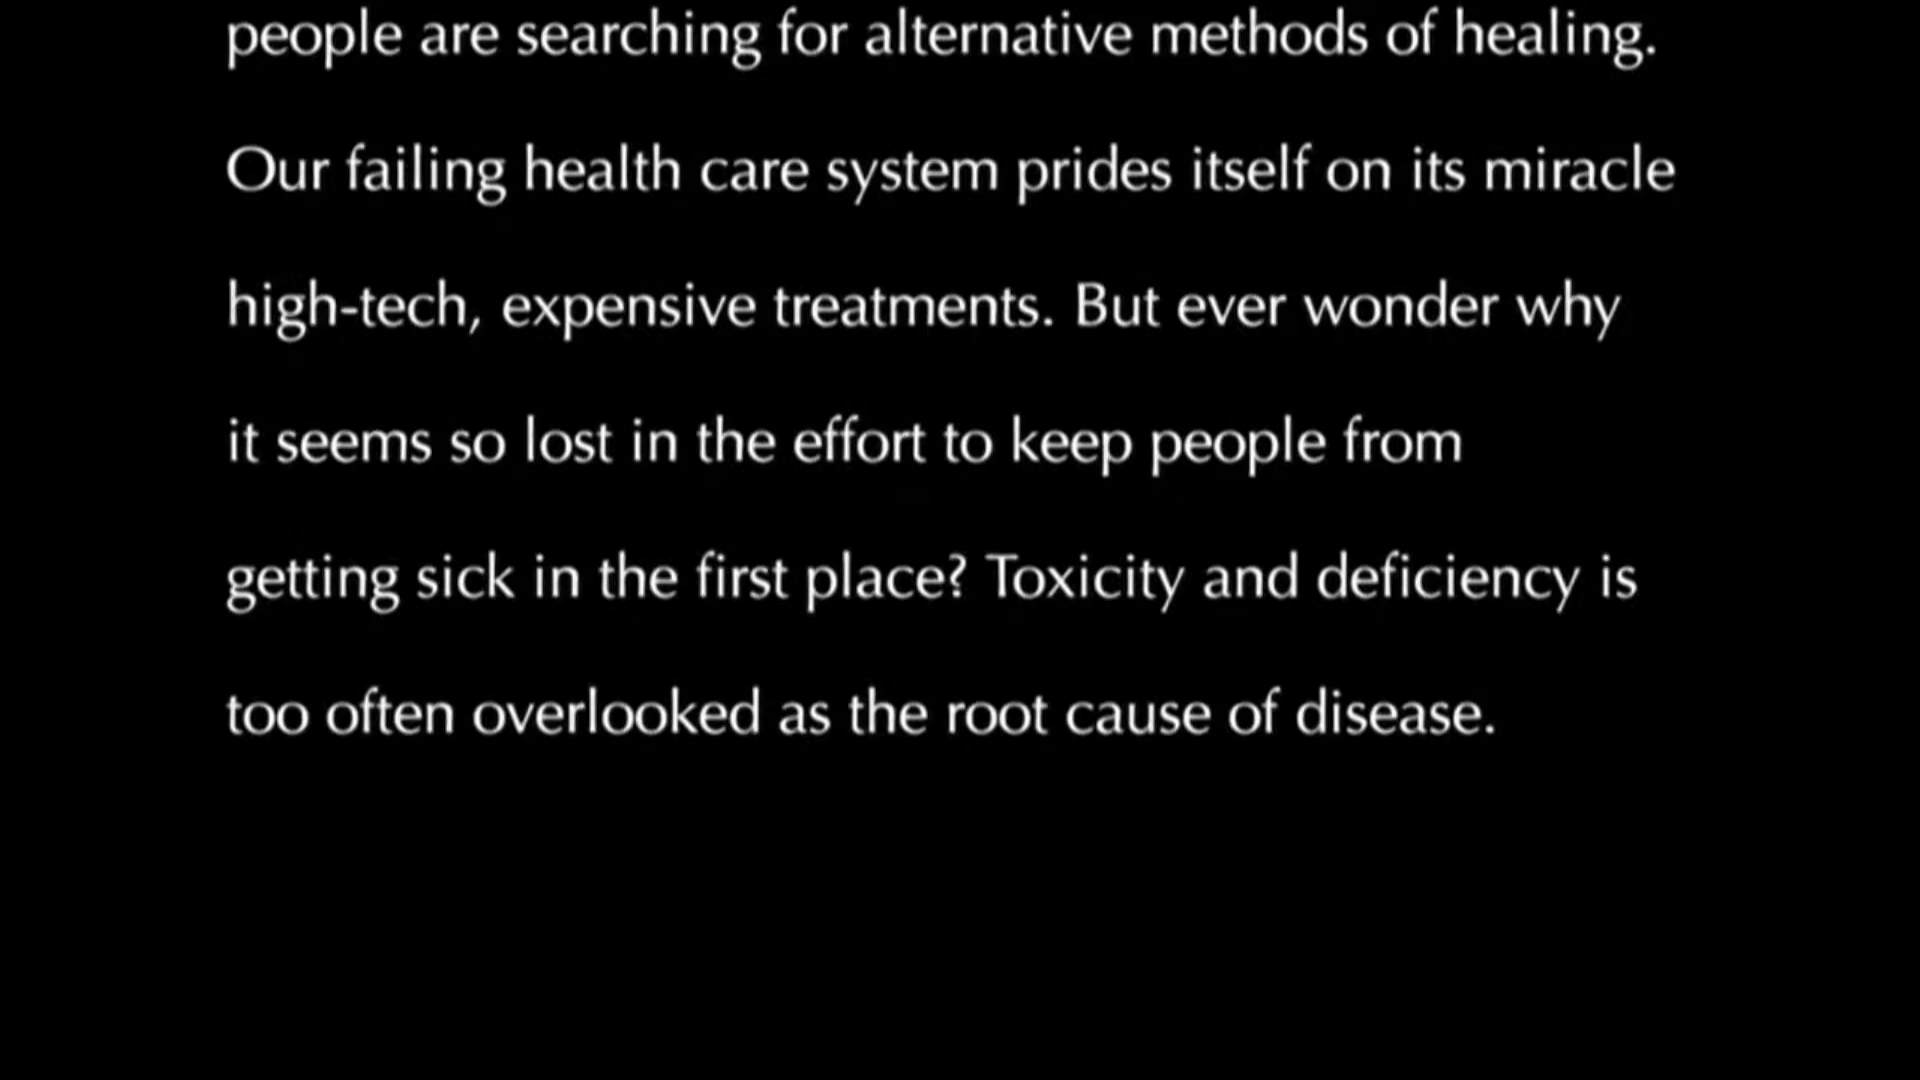 people are searching for alternative methods of healing.
Our failing health care system prides itself on its miracle
high-tech, expensive treatments. But ever wonder why
it seems so lost in the effort to keep people from
getting sick in the first place? Toxicity and deficiency is
too often overlooked as the root cause of disease.